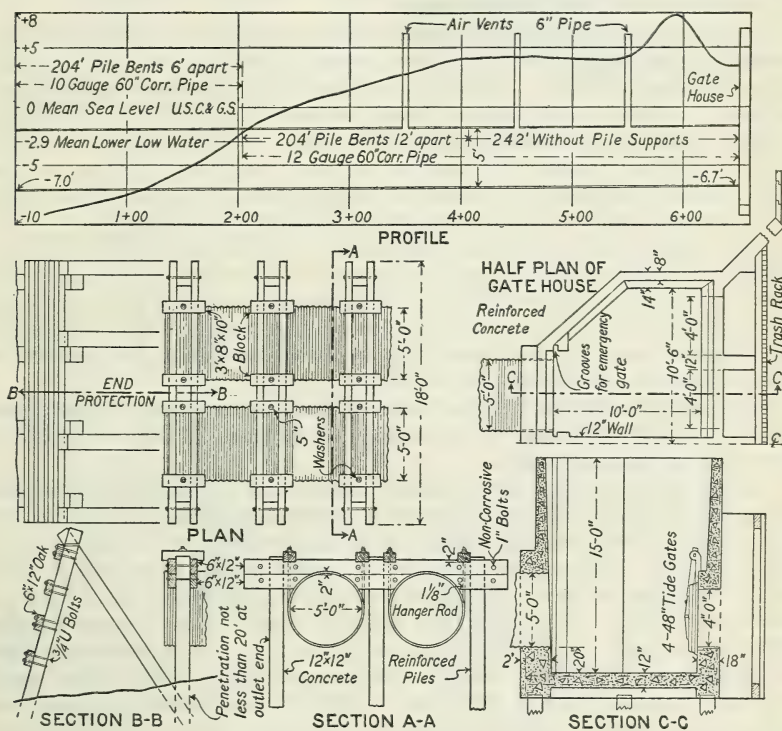 +8
Air Vents 6" Pipe
+5
204' Pile Bents 6' apart
10 Gauge 60" Corr. Pipe
Gate
House
0 Mean Sea Level U.S.C.& G.S.
-2.9 Mean Lower Low Water
204' Pile Bents 12' apart
242' Without Pile Supports
12 Gauge 60" Corr. Pipe
5'
-5
-7.0'
-6.7'
-10
1+00
2+00
3+00
4+00
5+00
6+00
PROFILE
A
3"x8"x10"
Block
5'-0"
18'-0"
B
END
PROTECTION
B
5"
Washers
5'-0"
PLAN
A
HALF PLAN OF
GATE HOUSE
Reinforced
Concrete
8"
14"
Trash Rack
Grooves
for emergency
gate
10'-6"
4'-0"
12"
4'-0"
C
C
5'-0"
10'-0"
12" Wall
6"x12" Oak
3/4" U Bolts
SECTION B-B
6"x12"
6"x12"
Penetration not
less than 20' at
outlet end
2"
2"
Non-Corrosive
1" Bolts
5'-0"
1 1/8"
Hanger Rod
12"x12"
Concrete
Reinforced
Piles
SECTION A-A
15'-0"
5'-0"
4-48" Tide Gates
4'-0"
2'
20"
12"
18"
SECTION C-C